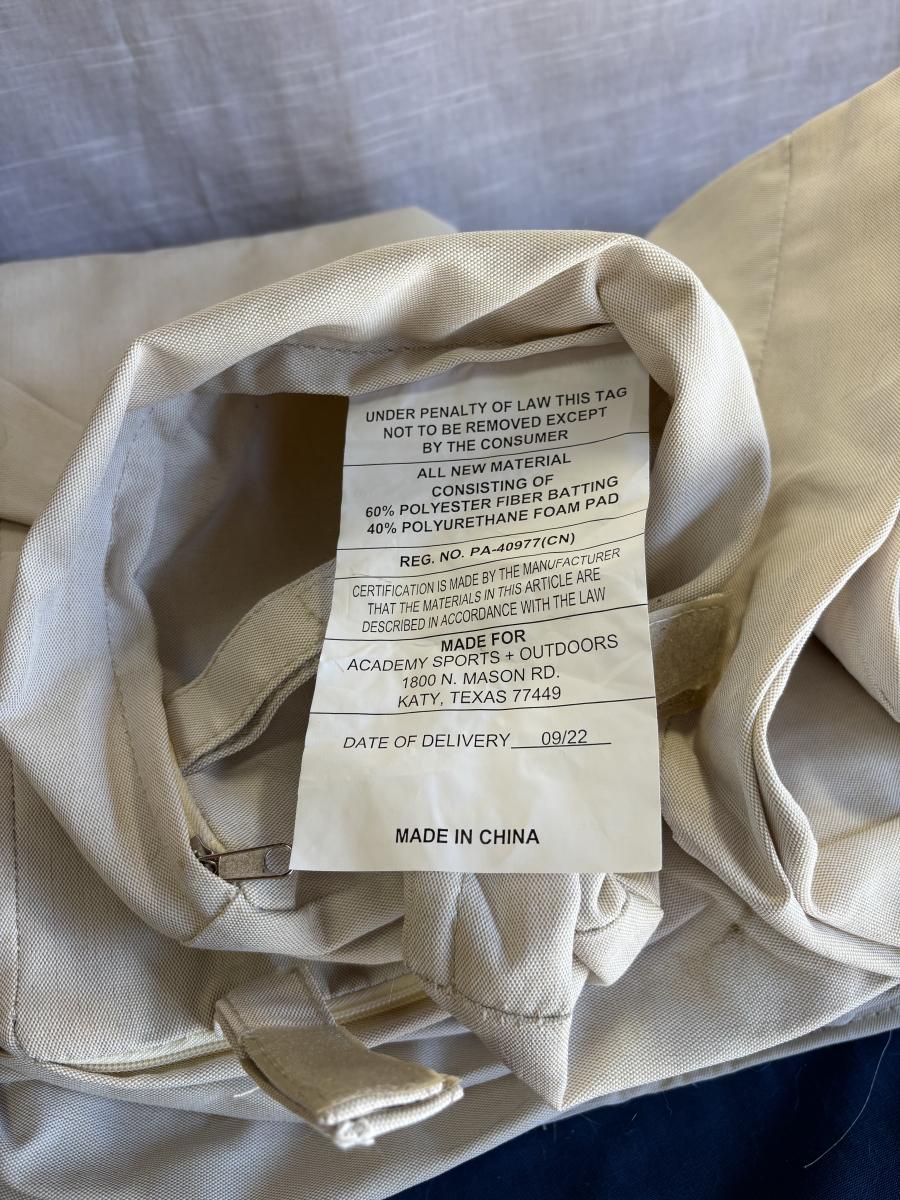 UNDER PENALTY OF LAW THIS TAG
NOT TO BE REMOVED EXCEPT
BY THE CONSUMER
ALL NEW MATERIAL
CONSISTING OF
60% POLYESTER FIBER BATTING
40% POLYURETHANE FOAM PAD
REG. NO. PA-40977(CN)
CERTIFICATION IS MADE BY THE MANUFACTURER
THAT THE MATERIALS IN THIS ARTICLE ARE
DESCRIBED IN ACCORDANCE WITH THE LAW
MADE FOR
ACADEMY SPORTS + OUTDOORS
1800 N. MASON RD.
KATY, TEXAS 77449
DATE OF DELIVERY 09/22
MADE IN CHINA